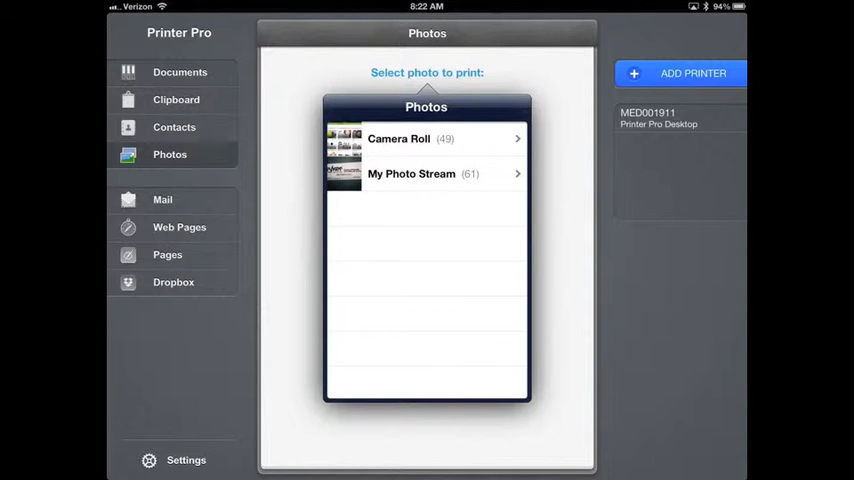 Verizon
8:22 AM
94%
Printer Pro
Documents
Clipboard
Contacts
Photos
Mail
Web Pages
Pages
Dropbox
Settings
Photos
Select photo to print:
Photos
Camera Roll (49)
My Photo Stream (61)
ADD PRINTER
MED001911
Printer Pro Desktop